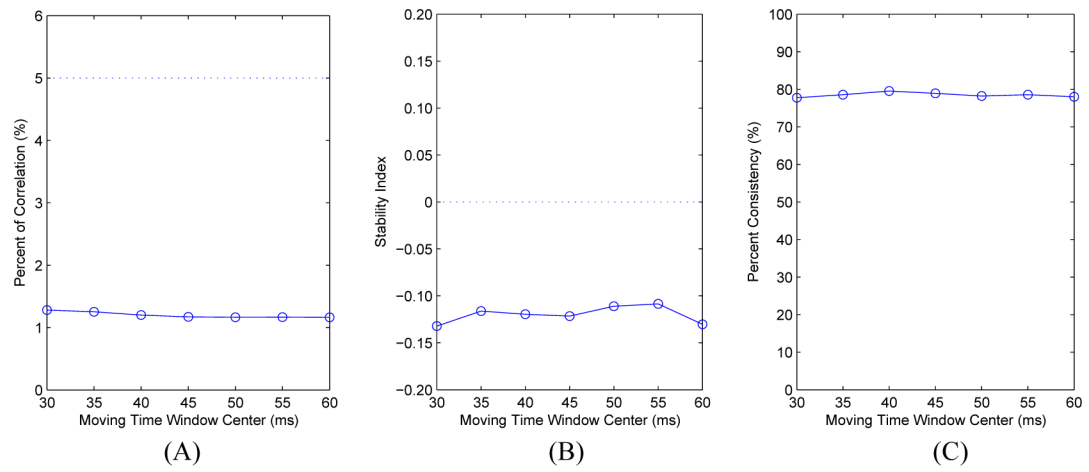 6
5
4
3
2
1
0
Percent of Correlation (%)
30 35 40 45 50 55 60
Moving Time Window Center (ms)
(A)
0.20
0.15
0.10
0.05
0
−0.05
−0.10
−0.15
−0.20
Stability Index
30 35 40 45 50 55 60
Moving Time Window Center (ms)
(B)
100
90
80
70
60
50
40
30
20
10
0
Percent Consistency (%)
30 35 40 45 50 55 60
Moving Time Window Center (ms)
(C)